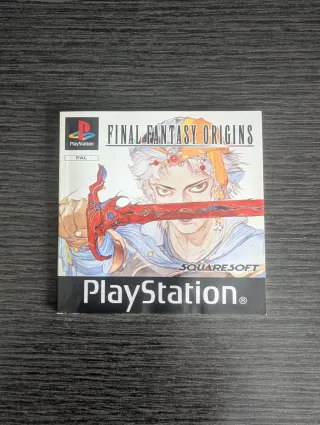 PlayStation
FINAL FANTASY ORIGINS
PAL
SQUARESOFT
PlayStation®